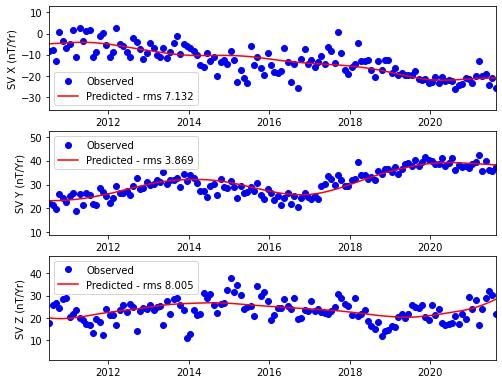 10
0
−10
−20
−30
SV X (nT/Yr)
Observed
Predicted - rms 7.132
2012 2014 2016 2018 2020
50
40
30
20
10
SV Y (nT/Yr)
Observed
Predicted - rms 3.869
2012 2014 2016 2018 2020
40
30
20
10
SV Z (nT/Yr)
Observed
Predicted - rms 8.005
2012 2014 2016 2018 2020